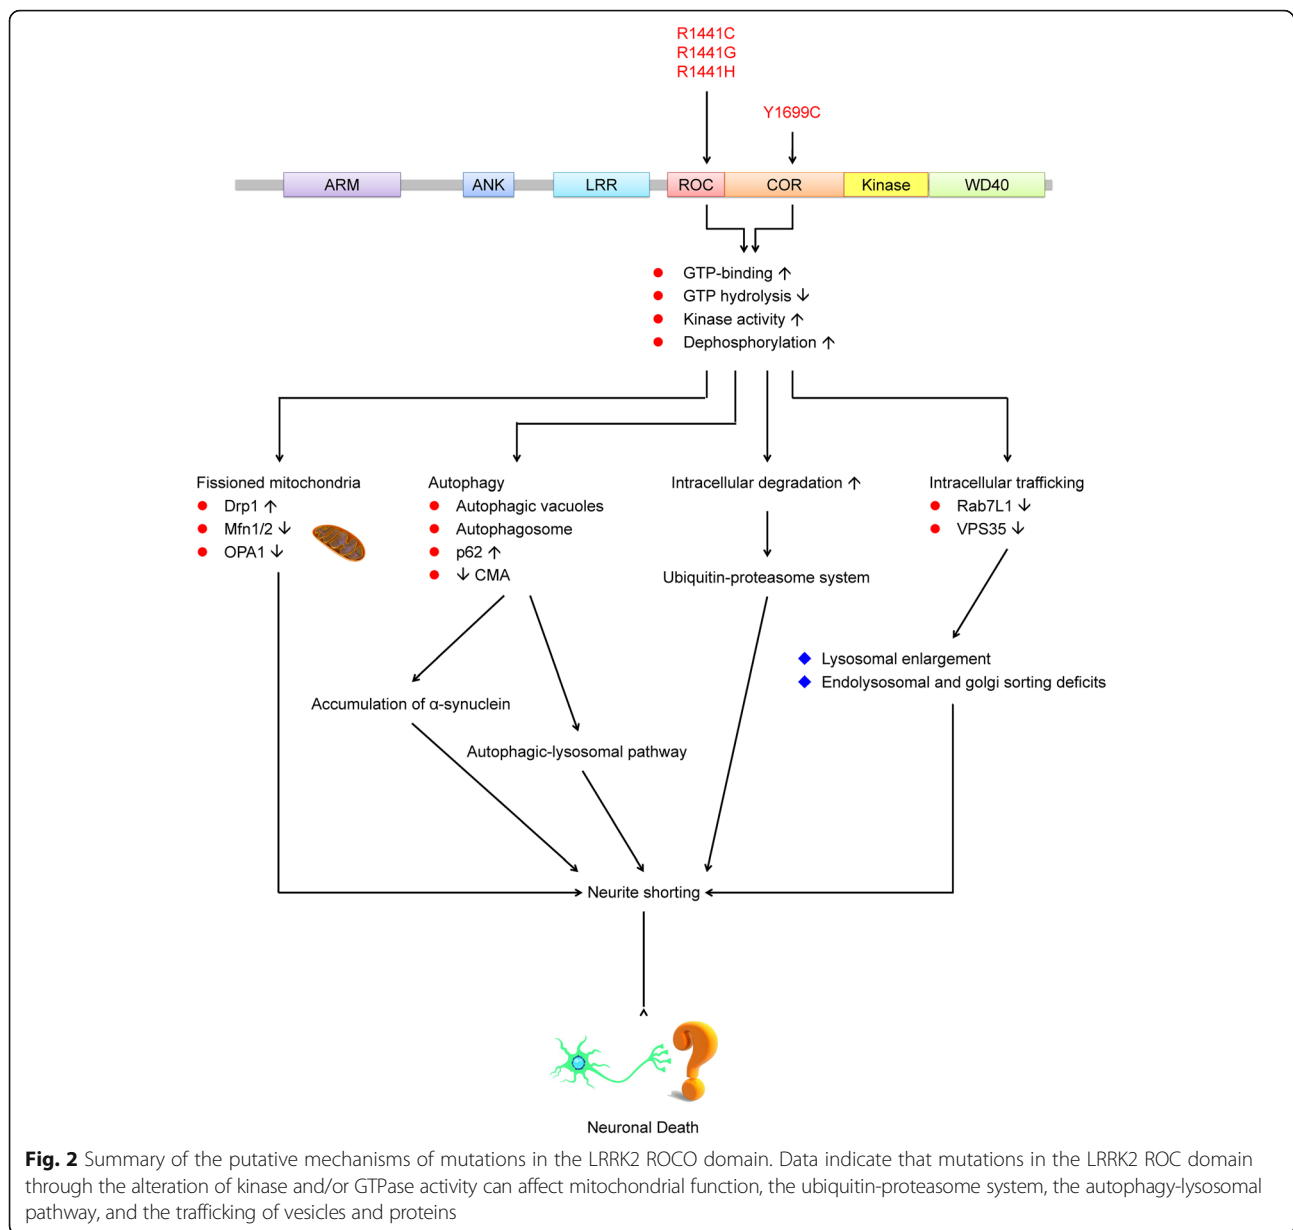 R1441C
R1441G
R1441H
Y1699C
ARM ANK LRR ROC COR Kinase WD40
GTP-binding ↑
GTP hydrolysis ↓
Kinase activity ↑
Dephosphorylation ↑
Fissioned mitochondria
Drp1 ↑
Mfn1/2 ↓
OPA1 ↓
Autophagy
Autophagic vacuoles
Autophagosome
p62 ↑
↓ CMA
Intracellular degradation ↑
Ubiquitin-proteasome system
Intracellular trafficking
Rab7L1 ↓
VPS35 ↓
Lysosomal enlargement
Endolysosomal and golgi sorting deficits
Accumulation of α-synuclein
Autophagic-lysosomal pathway
Neurite shorting
?
Neuronal Death
Fig. 2 Summary of the putative mechanisms of mutations in the LRRK2 ROCO domain. Data indicate that mutations in the LRRK2 ROC domain
through the alteration of kinase and/or GTPase activity can affect mitochondrial function, the ubiquitin-proteasome system, the autophagy-lysosomal
pathway, and the trafficking of vesicles and proteins